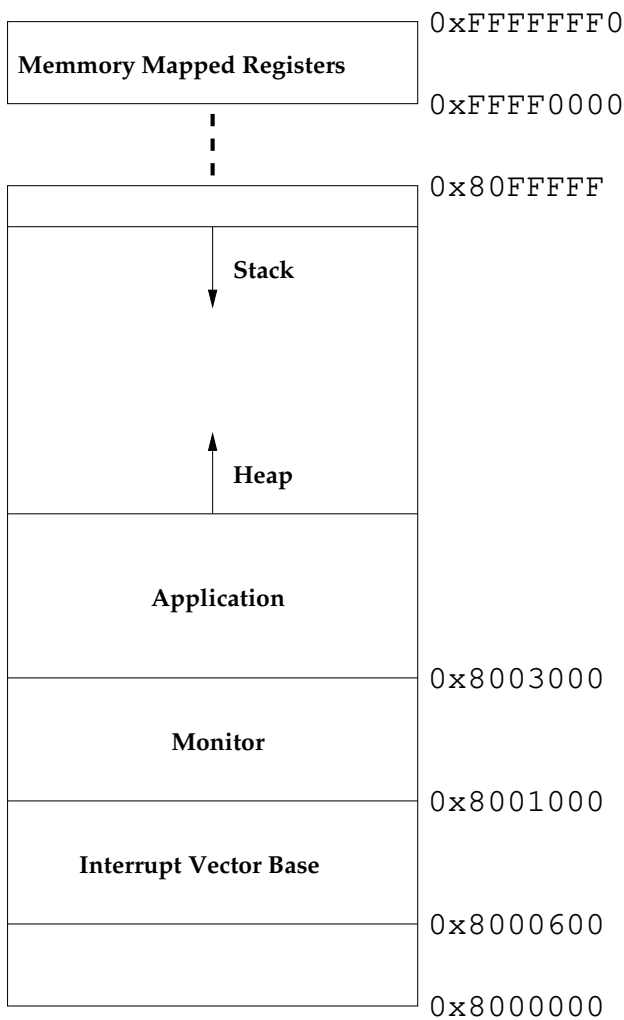 0xFFFFFFF0
Memmory Mapped Registers
0xFFFF0000
0x80FFFFF
Stack
Heap
Application
0x8003000
Monitor
0x8001000
Interrupt Vector Base
0x8000600
0x8000000